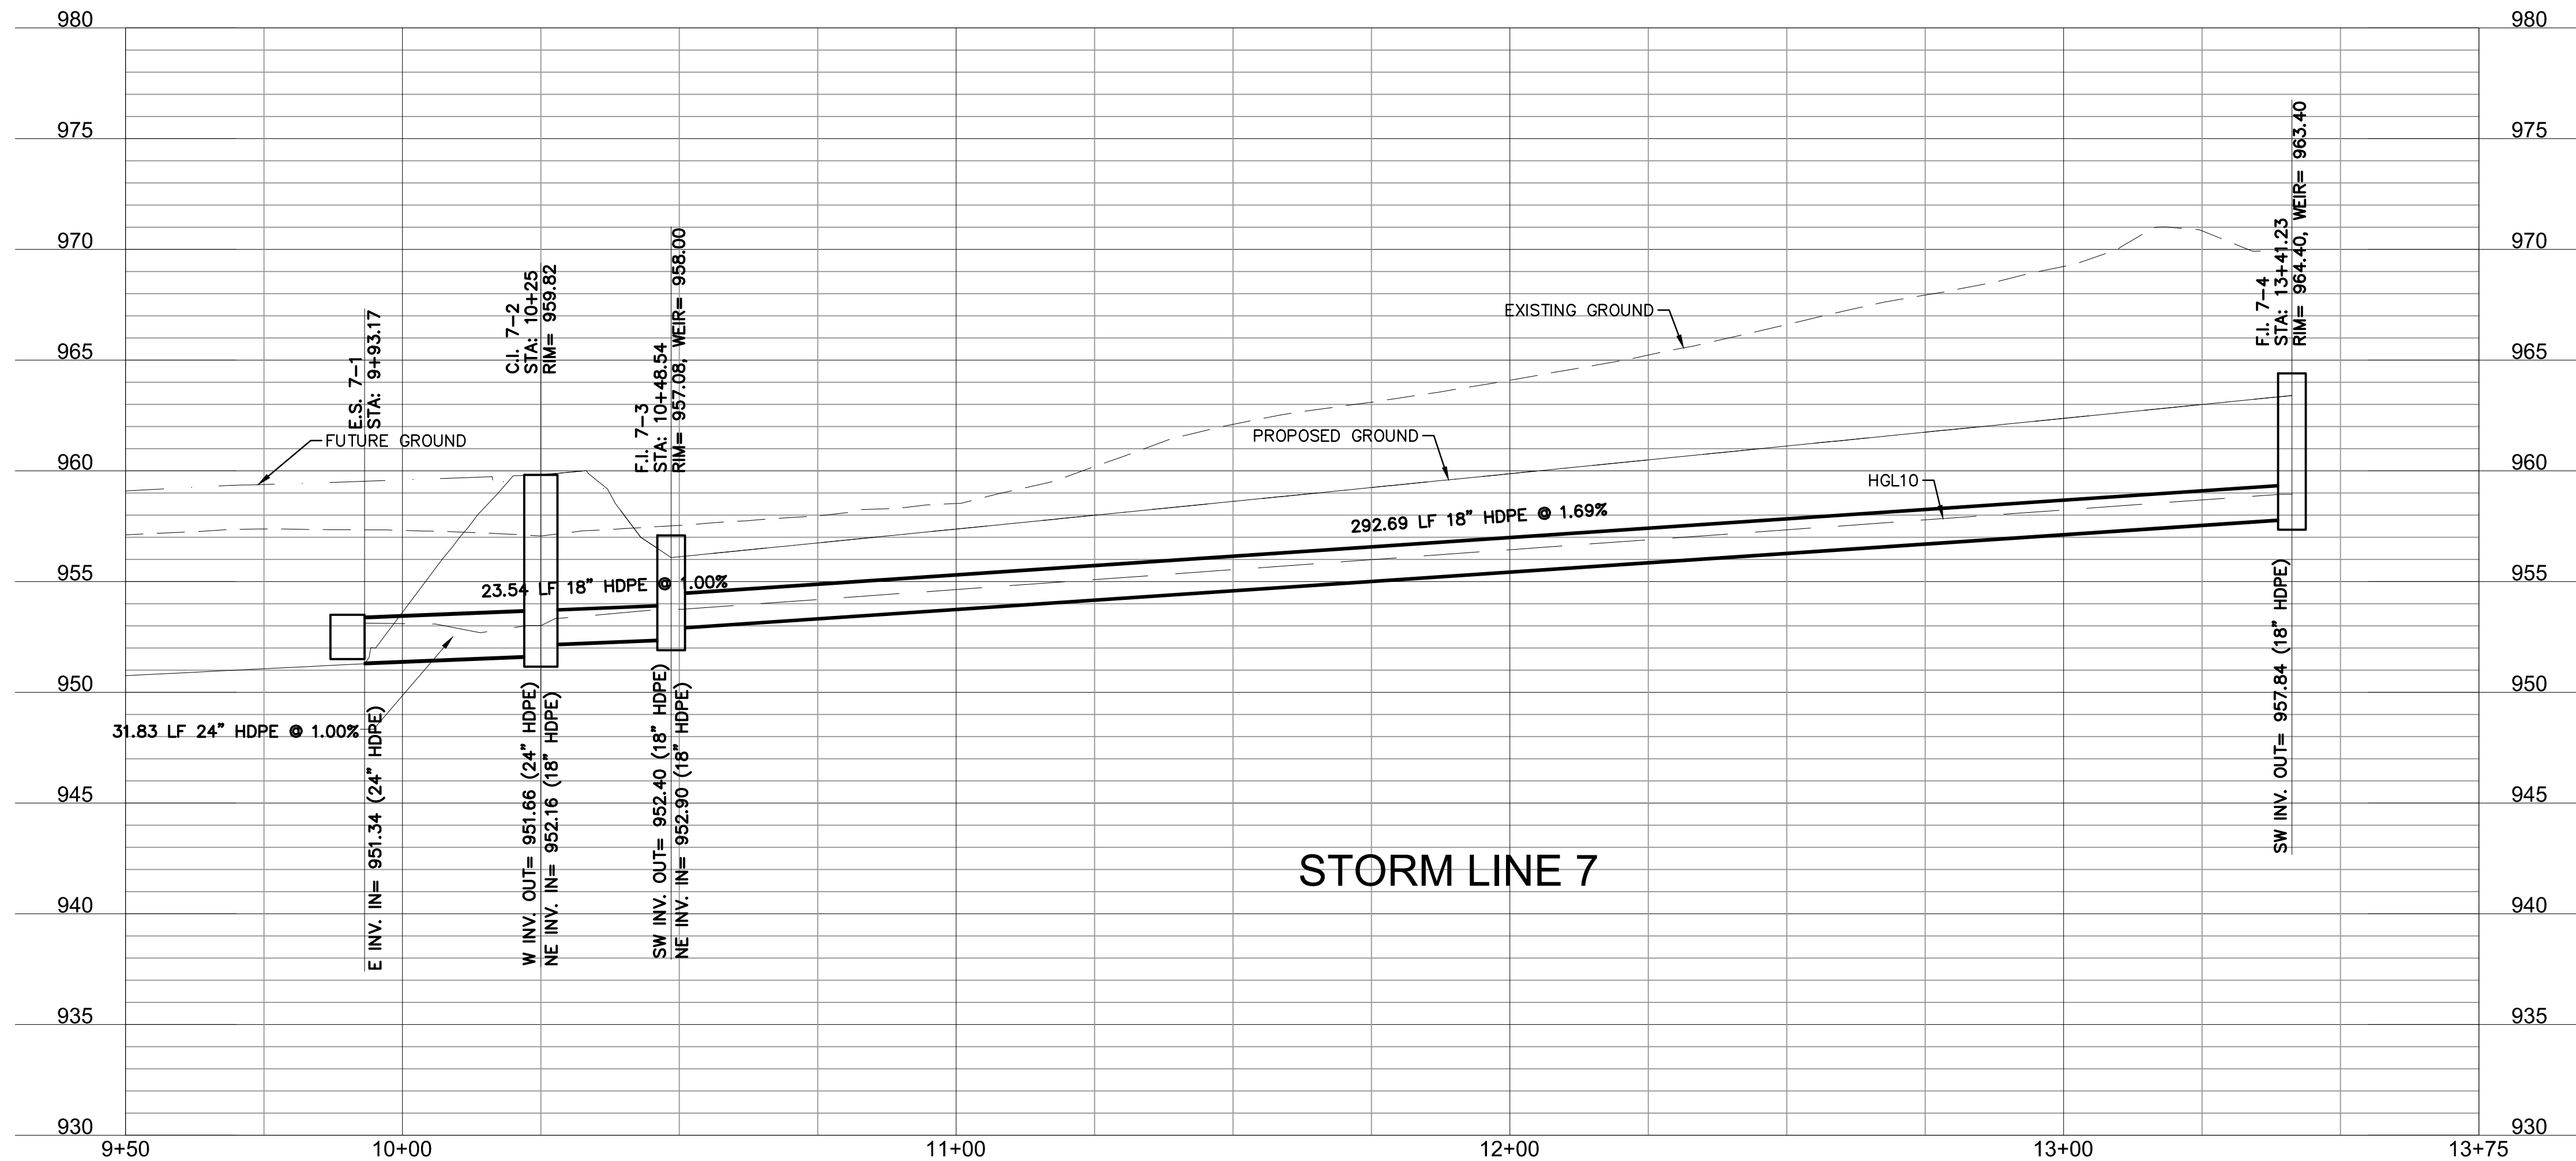 980
980
975
975
970
970
965
965
960
960
955
955
950
950
945
945
940
940
935
935
930
930
9+50
10+00
11+00
12+00
13+00
13+75
E.S. 7-1
STA: 9+93.17
C.I. 7-2
STA: 10+25
RIM= 959.82
F.I. 7-3
STA: 10+48.54
RIM= 957.08, WEIR= 958.00
F.I. 7-4
STA: 13+41.23
RIM= 964.40, WEIR= 963.40
FUTURE GROUND
EXISTING GROUND
PROPOSED GROUND
HGL10
292.69 LF 18" HDPE @ 1.69%
23.54 LF 18" HDPE @ 1.00%
31.83 LF 24" HDPE @ 1.00%
E INV. IN= 951.34 (24" HDPE)
W INV. OUT= 951.66 (24" HDPE)
NE INV. IN= 952.16 (18" HDPE)
SW INV. OUT= 952.40 (18" HDPE)
NE INV. IN= 952.90 (18" HDPE)
SW INV. OUT= 957.84 (18" HDPE)
STORM LINE 7